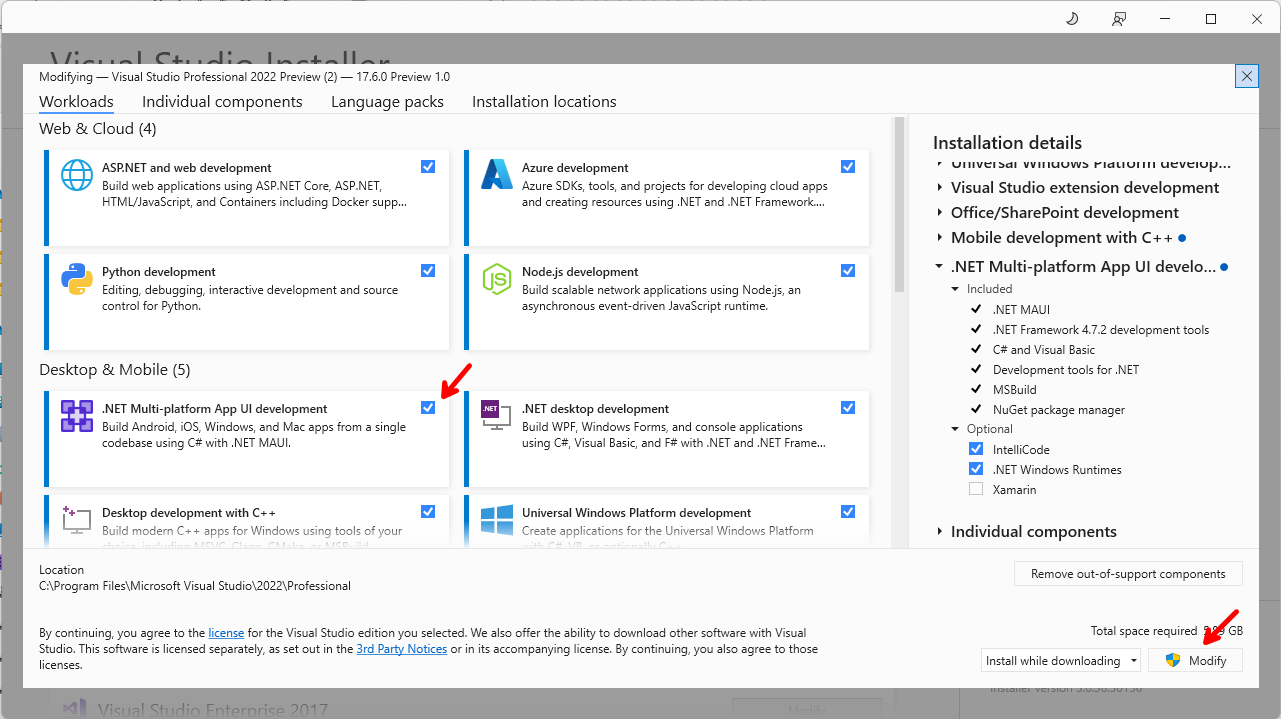 Visual Studio Installer
Modifying — Visual Studio Professional 2022 Preview (2) — 17.6.0 Preview 1.0
Workloads
Individual components
Language packs
Installation locations
Web & Cloud (4)
ASP.NET and web development
Build web applications using ASP.NET Core, ASP.NET,
HTML/JavaScript, and Containers including Docker supp...
Azure development
Azure SDKs, tools, and projects for developing cloud apps
and creating resources using .NET and .NET Framework....
Python development
Editing, debugging, interactive development and source
control for Python.
Node.js development
Build scalable network applications using Node.js, an
asynchronous event-driven JavaScript runtime.
Desktop & Mobile (5)
.NET Multi-platform App UI development
Build Android, iOS, Windows, and Mac apps from a single
codebase using C# with .NET MAUI.
.NET
.NET desktop development
Build WPF, Windows Forms, and console applications
using C#, Visual Basic, and F# with .NET and .NET Frame...
Desktop development with C++
Build modern C++ apps for Windows using tools of your
choice, including MSVC, Clang, CMake, or MSBuild.
Universal Windows Platform development
Create applications for the Universal Windows Platform
with C#, VB, or optionally C++.
Installation details
Universal Windows Platform develop...
Visual Studio extension development
Office/SharePoint development
Mobile development with C++
.NET Multi-platform App UI develo...
Included
.NET MAUI
.NET Framework 4.7.2 development tools
C# and Visual Basic
Development tools for .NET
MSBuild
NuGet package manager
Optional
IntelliCode
.NET Windows Runtimes
Xamarin
Individual components
Location
C:\Program Files\Microsoft Visual Studio\2022\Professional
Remove out-of-support components
By continuing, you agree to the license for the Visual Studio edition you selected. We also offer the ability to download other software with Visual
Studio. This software is licensed separately, as set out in the 3rd Party Notices or in its accompanying license. By continuing, you also agree to those
licenses.
Total space required GB
Install while downloading
Modify
Visual Studio Enterprise 2017
Modify